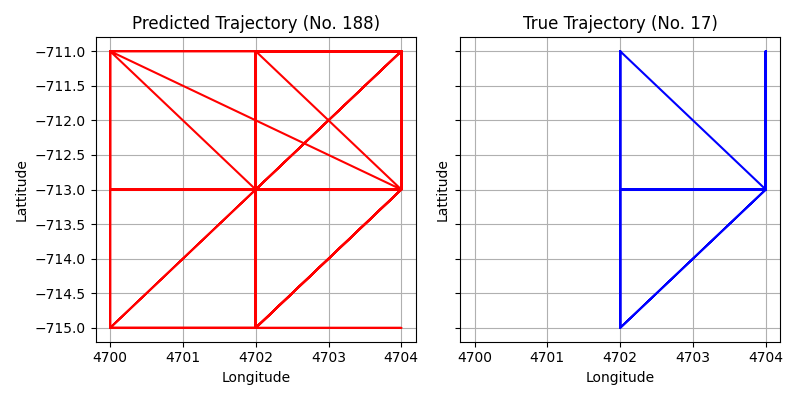 Predicted Trajectory (No. 188)
True Trajectory (No. 17)
−711.0
−711.5
−712.0
−712.5
−713.0
−713.5
−714.0
−714.5
−715.0
Lattitude
Lattitude
4700 4701 4702 4703 4704
4700 4701 4702 4703 4704
Longitude
Longitude